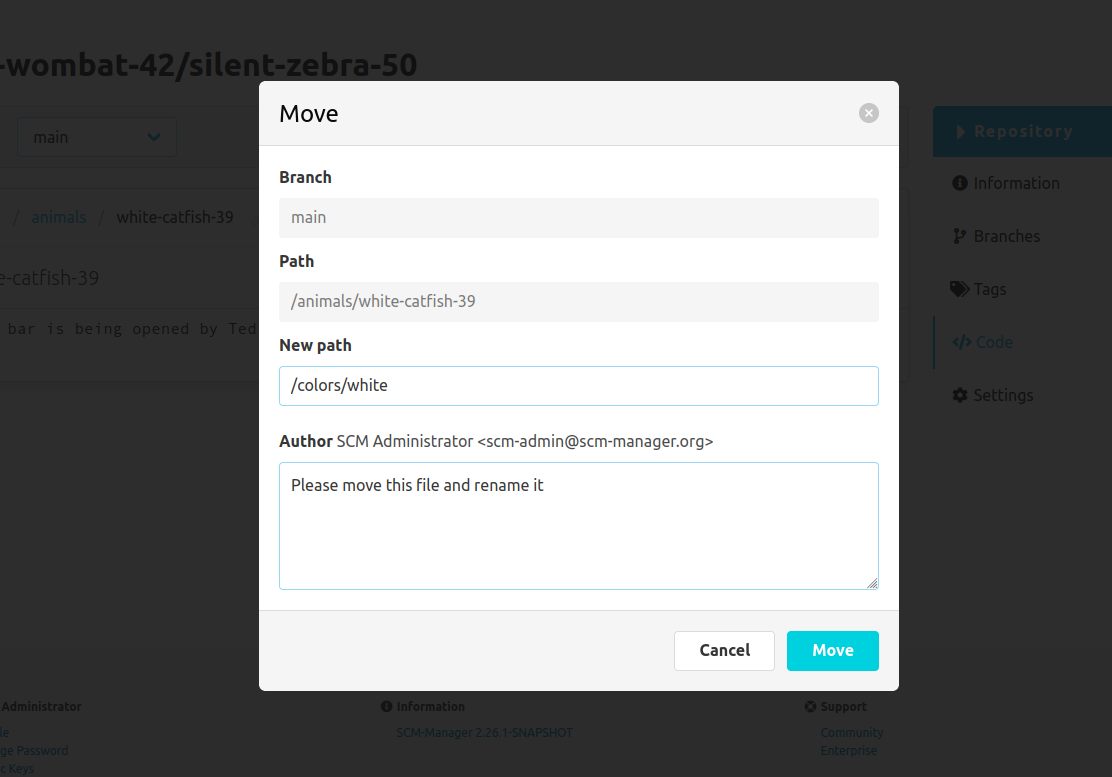 -wombat-42/silent-zebra-50
Move
main
Repository
Branch
Information
main
/ animals / white-catfish-39
Branches
Path
e-catfish-39
/animals/white-catfish-39
Tags
bar is being opened by Ted
New path
Code
/colors/white
Settings
Author SCM Administrator <scm-admin@scm-manager.org>
Please move this file and rename it
Cancel Move
Administrator
Information
Support
le
SCM-Manager 2.26.1-SNAPSHOT
Community
ge Password
Enterprise
c Keys